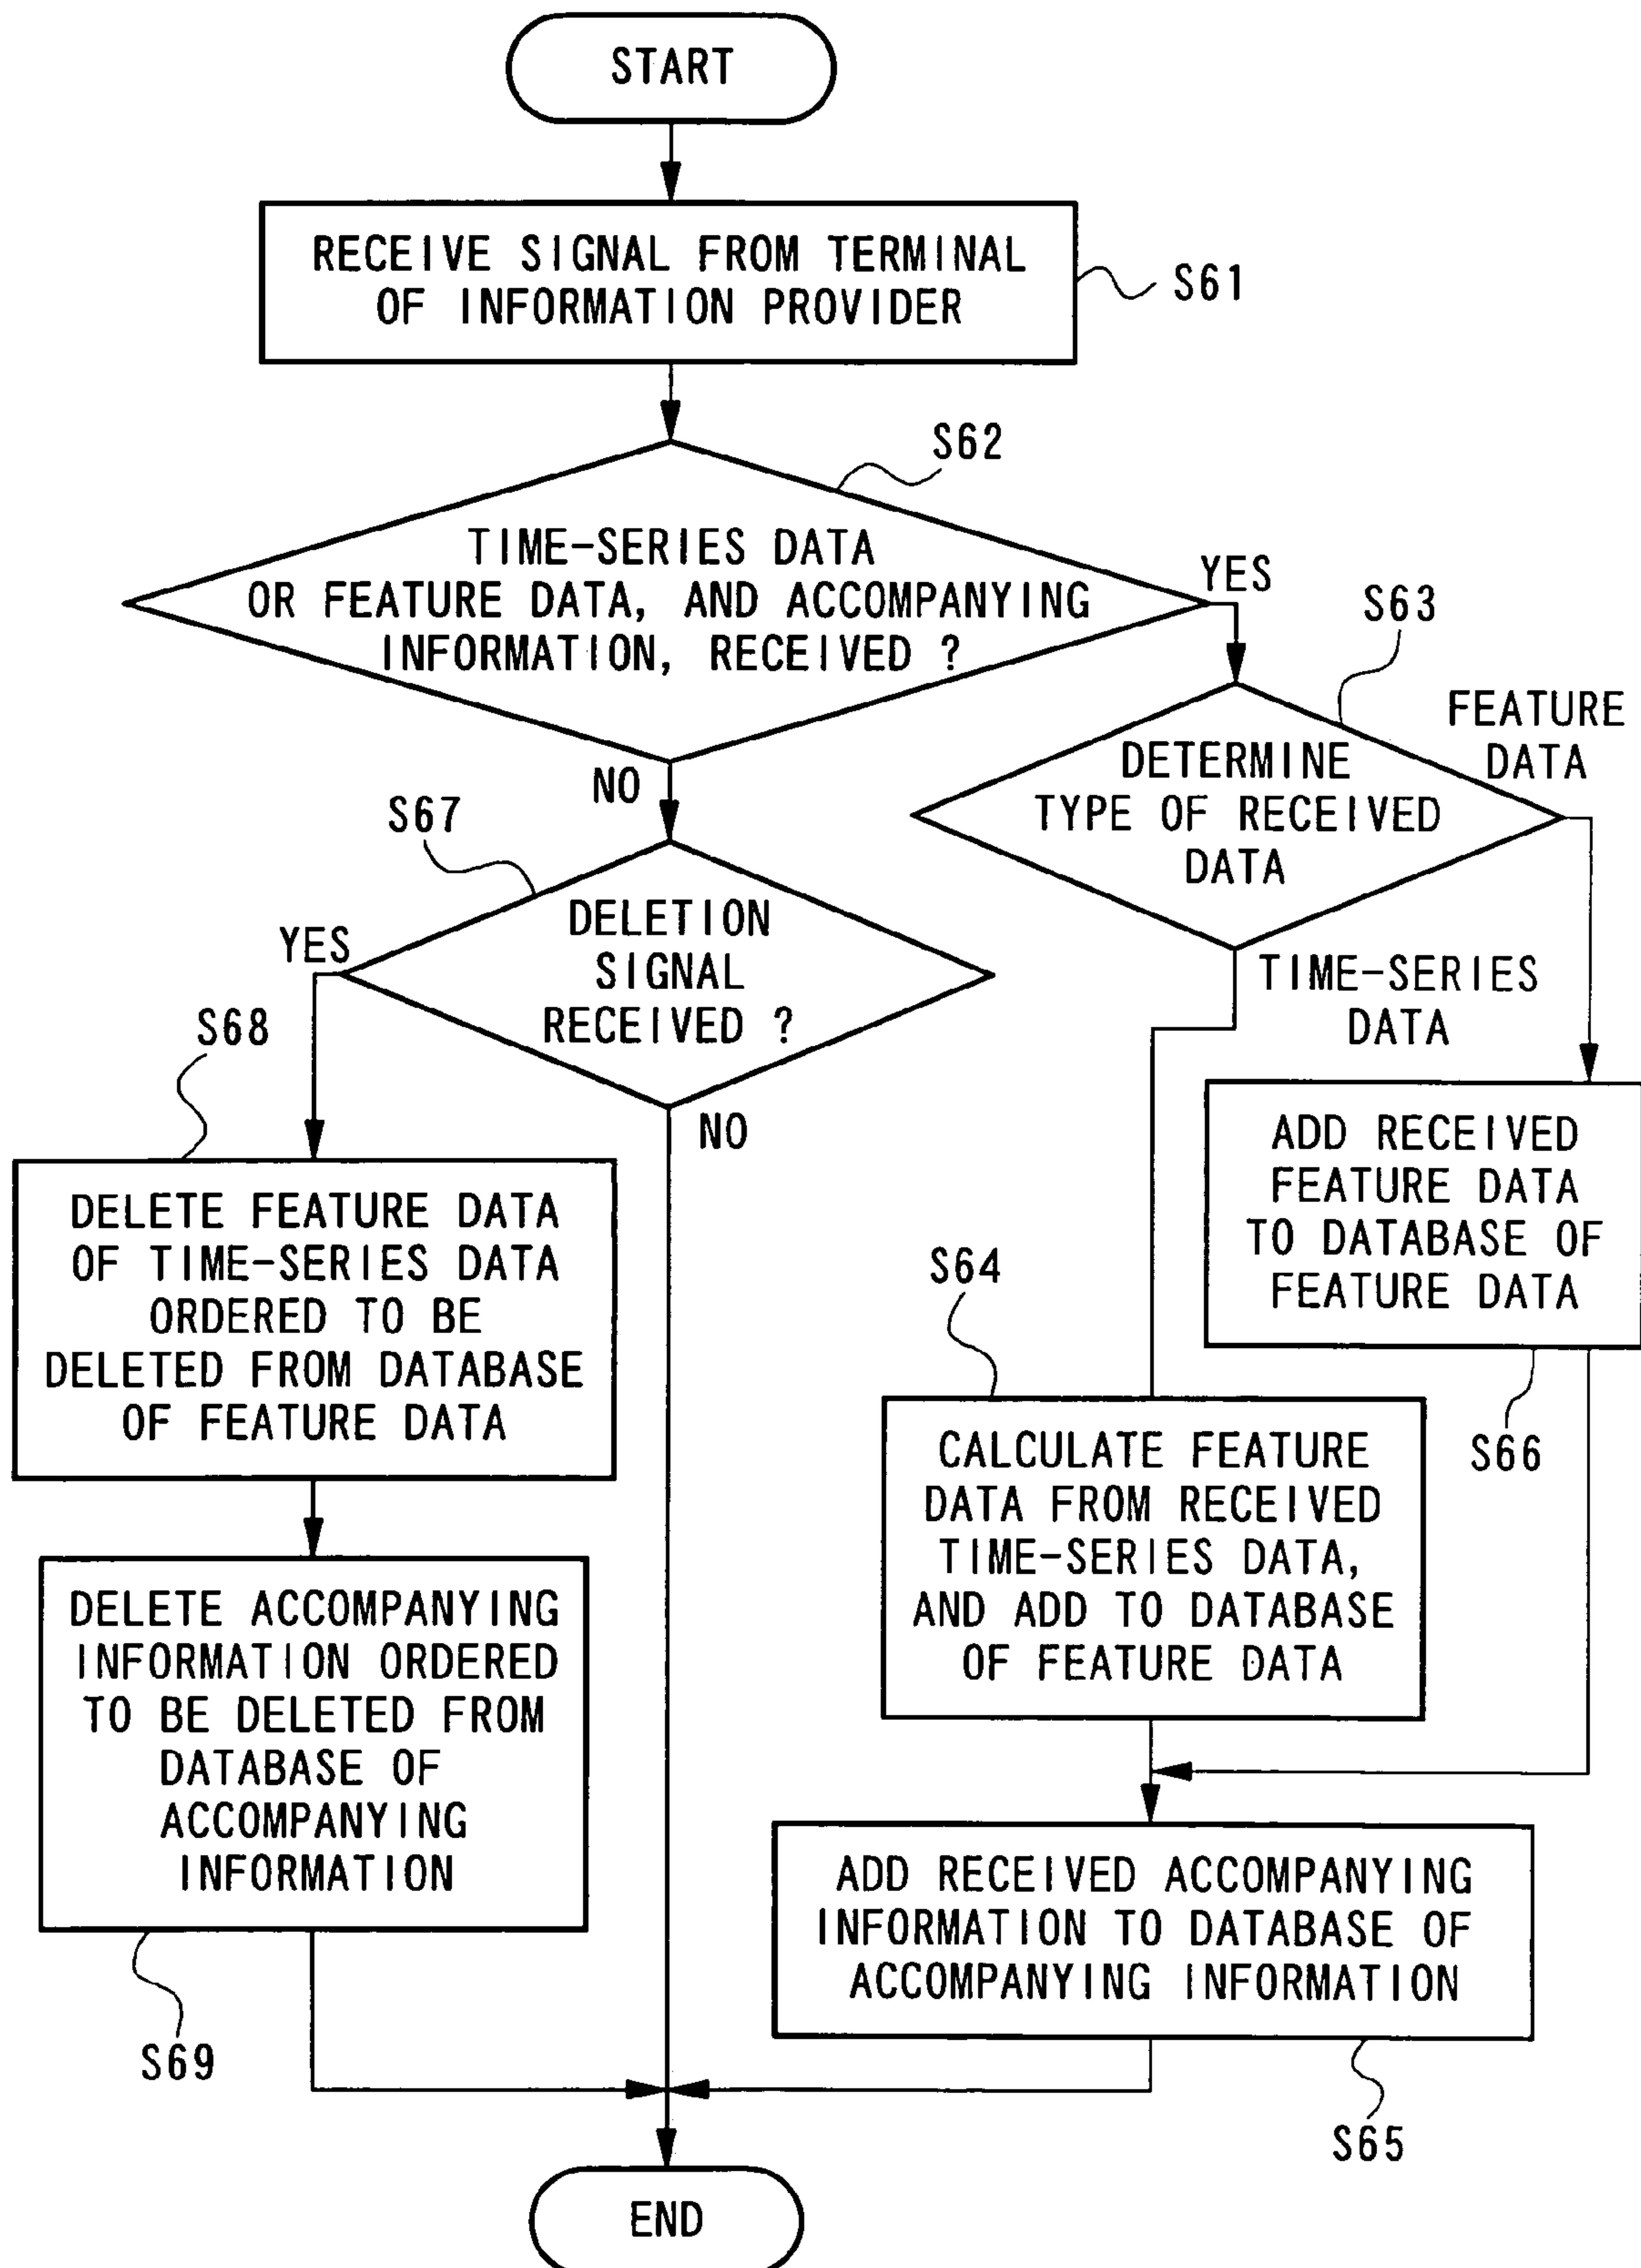 START
RECEIVE SIGNAL FROM TERMINAL
OF INFORMATION PROVIDER
S61
S62
TIME-SERIES DATA
OR FEATURE DATA, AND ACCOMPANYING
INFORMATION, RECEIVED ?
YES
S63
DETERMINE
TYPE OF RECEIVED
DATA
FEATURE
DATA
NO
S67
DELETION
SIGNAL
RECEIVED ?
YES
TIME-SERIES
DATA
S68
NO
DELETE FEATURE DATA
OF TIME-SERIES DATA
ORDERED TO BE
DELETED FROM DATABASE
OF FEATURE DATA
ADD RECEIVED
FEATURE DATA
TO DATABASE OF
FEATURE DATA
S64
S66
CALCULATE FEATURE
DATA FROM RECEIVED
TIME-SERIES DATA,
AND ADD TO DATABASE
OF FEATURE DATA
DELETE ACCOMPANYING
INFORMATION ORDERED
TO BE DELETED FROM
DATABASE OF
ACCOMPANYING
INFORMATION
ADD RECEIVED ACCOMPANYING
INFORMATION TO DATABASE OF
ACCOMPANYING INFORMATION
S69
S65
END